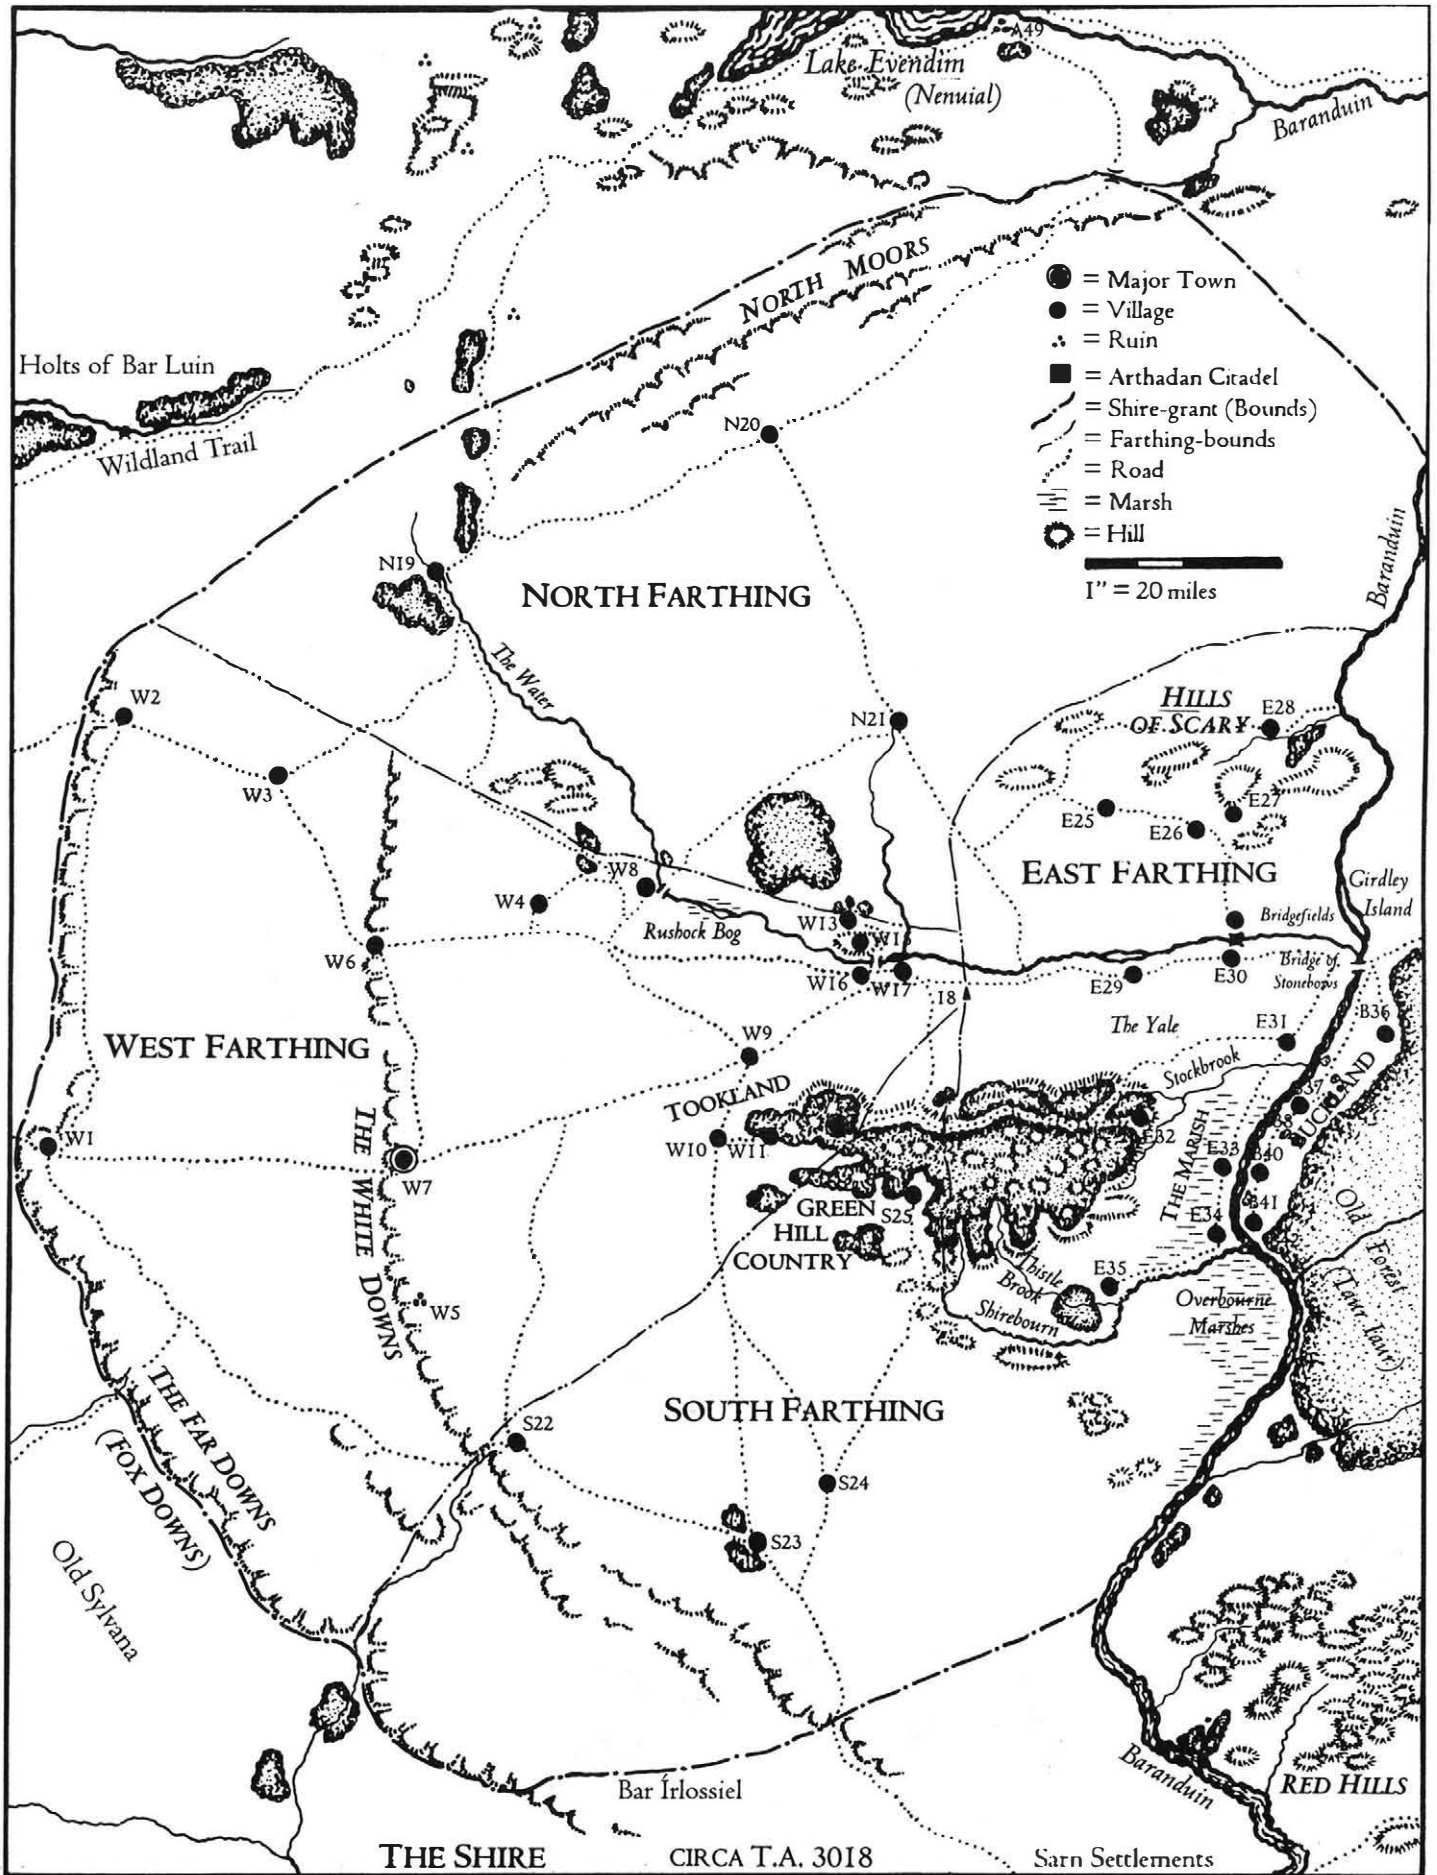 A49
Lake Evendim
(Nenuial)
Baranduin
NORTH MOORS
= Major Town
= Village
= Ruin
= Arthadan Citadel
= Shire-grant (Bounds)
= Farthing-bounds
= Road
= Marsh
= Hill
1" = 20 miles
Holts of Bar Luin
Wildland Trail
N20
N19
NORTH FARTHING
Baranduin
The Water
W2
W3
N21
HILLS
OF SCARY
E28
E27
E25
E26
EAST FARTHING
Girdley
Island
W8
W4
Rushock Bog
W13
W15
Bridgefields
W6
W16
W17
18
E29
E30
Bridge of
Stonebows
The Yale
E31
B36
WEST FARTHING
W9
TOOKLAND
Stockbrook
BUCKLAND
W1
W10
W11
E32
THE MARISH
E33
B40
W7
THE WHITE DOWNS
GREEN
HILL
COUNTRY
S25
E34
B41
Old Forest
(Taur Iaur)
W5
Thistle
Brook
E35
Shirebourn
Overbourne
Marshes
THE FAR DOWNS
(FOX DOWNS)
SOUTH FARTHING
S22
S24
S23
Old Sylvana
Baranduin
RED HILLS
Bar Írlossiel
THE SHIRE
CIRCA T.A. 3018
Sarn Settlements